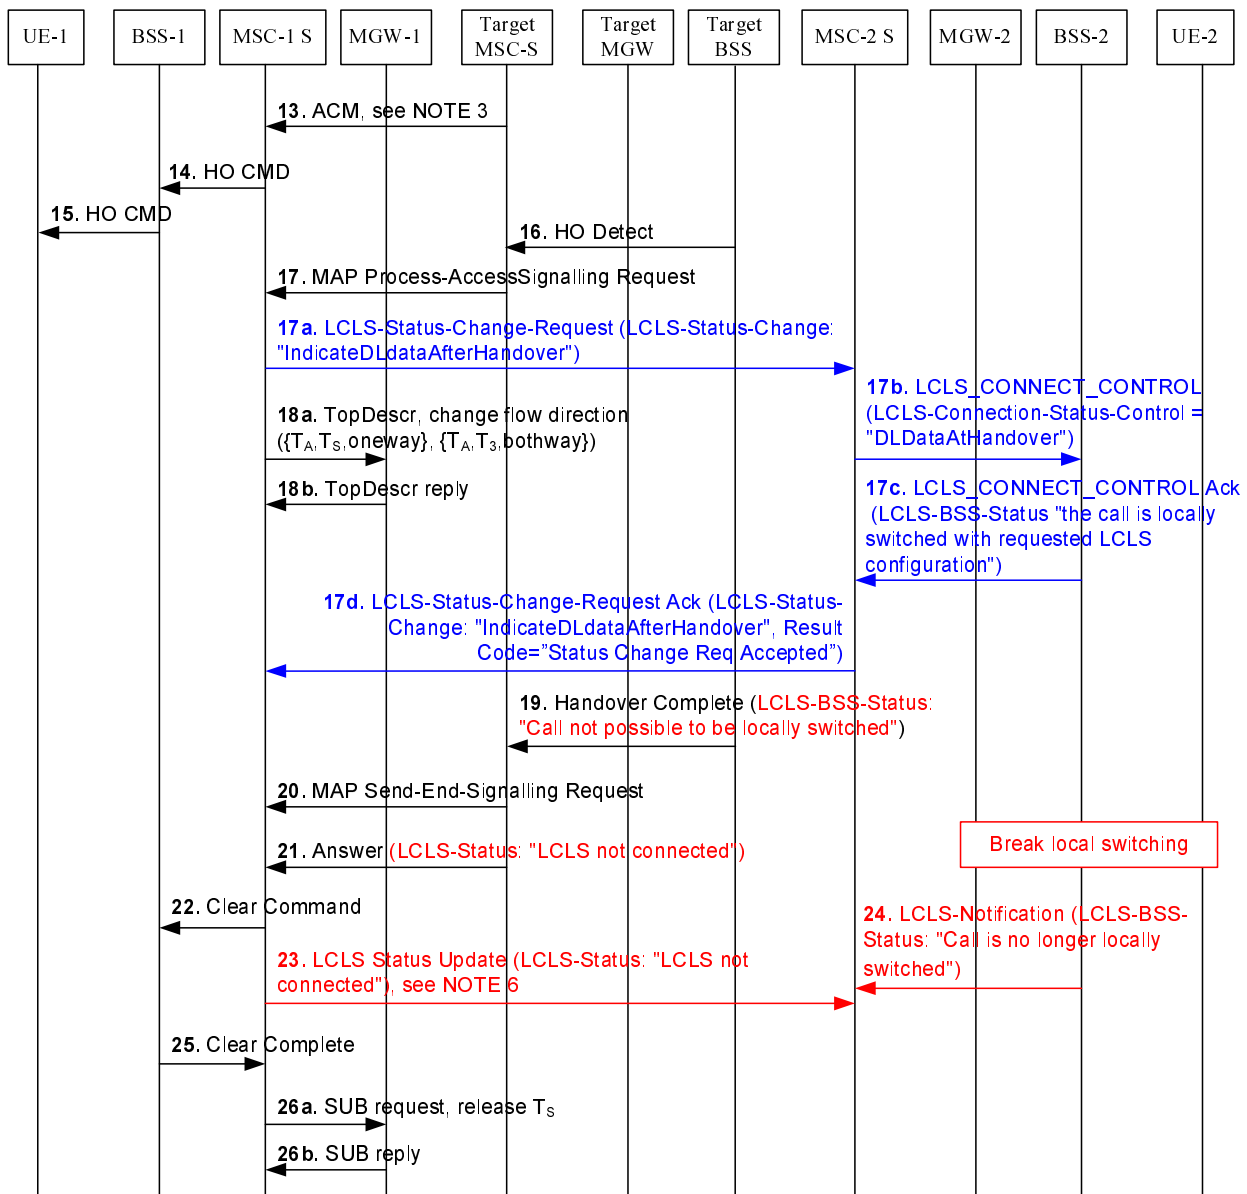 UE-1
BSS-1
MSC-1 S
MGW-1
Target
MSC-S
Target
MGW
Target
BSS
MSC-2 S
MGW-2
BSS-2
UE-2
13. ACM, see NOTE 3
14. HO CMD
15. HO CMD
16. HO Detect
17. MAP Process-AccessSignalling Request
17a. LCLS-Status-Change-Request (LCLS-Status-Change:
"IndicateDLdataAfterHandover")
17b. LCLS_CONNECT_CONTROL
(LCLS-Connection-Status-Control =
"DLDataAtHandover")
18a. TopDescr, change flow direction
({TA,TS,oneway}, {TA,T3,bothway})
18b. TopDescr reply
17c. LCLS_CONNECT_CONTROL Ack
(LCLS-BSS-Status "the call is locally
switched with requested LCLS
configuration")
17d. LCLS-Status-Change-Request Ack (LCLS-Status-
Change: "IndicateDLdataAfterHandover", Result
Code=”Status Change Req Accepted”)
19. Handover Complete (LCLS-BSS-Status:
"Call not possible to be locally switched")
20. MAP Send-End-Signalling Request
Break local switching
21. Answer (LCLS-Status: "LCLS not connected")
22. Clear Command
24. LCLS-Notification (LCLS-BSS-
Status: "Call is no longer locally
switched")
23. LCLS Status Update (LCLS-Status: "LCLS not
connected"), see NOTE 6
25. Clear Complete
26a. SUB request, release TS
26b. SUB reply